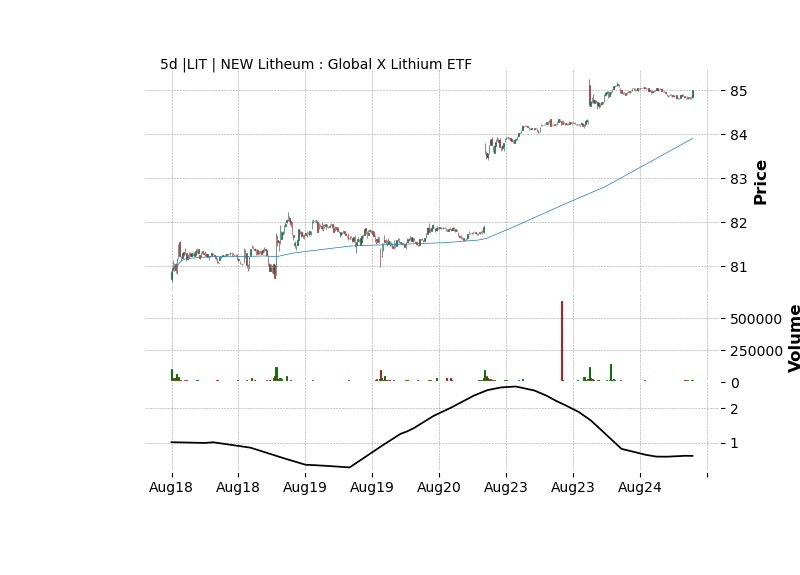 5d |LIT | NEW Litheum : Global X Lithium ETF
85
84
83
82
81
Price
500000
250000
0
Volume
2
1
Aug18 Aug18 Aug19 Aug19 Aug20 Aug23 Aug23 Aug24